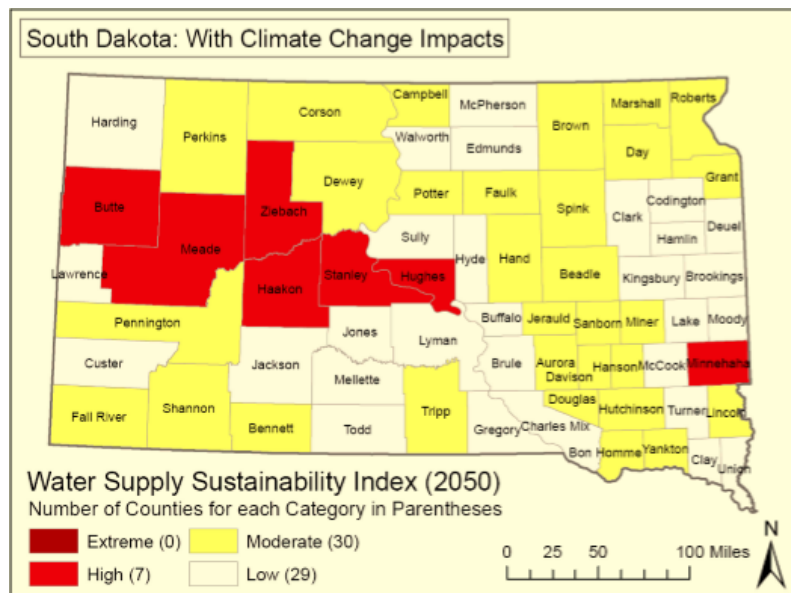 South Dakota: With Climate Change Impacts
Harding
Perkins
Corson
Campbell
McPherson
Brown
Marshall
Roberts
Walworth
Edmunds
Day
Dewey
Grant
Butte
Ziebach
Potter
Faulk
Spink
Codington
Clark
Deuel
Hamlin
Meade
Sully
Hyde
Hand
Beadle
Kingsbury
Brookings
Lawrence
Haakon
Stanley
Hughes
Pennington
Jones
Lyman
Buffalo
Jerauld
Sanborn
Miner
Lake
Moody
Custer
Jackson
Mellette
Brule
Aurora
Davison
Hanson
McCook
Minnehaha
Fall River
Shannon
Bennett
Todd
Tripp
Gregory
Charles Mix
Douglas
Hutchinson
Turner
Lincoln
Bon Homme
Yankton
Clay
Union
Water Supply Sustainability Index (2050)
Number of Counties for each Category in Parentheses
Extreme (0)
Moderate (30)
High (7)
Low (29)
0 25 50 100 Miles
N